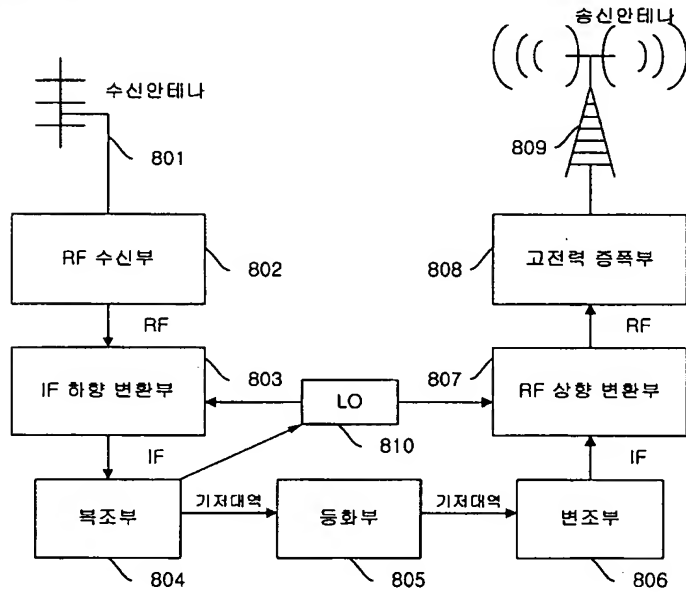 송신안테나
수신안테나
801
809
RF 수신부
802
808
고전력 증폭부
RF
RF
IF 하향 변환부
803
LO
810
807
RF 상향 변환부
IF
IF
복조부
804
기저대역
등화부
805
기저대역
변조부
806